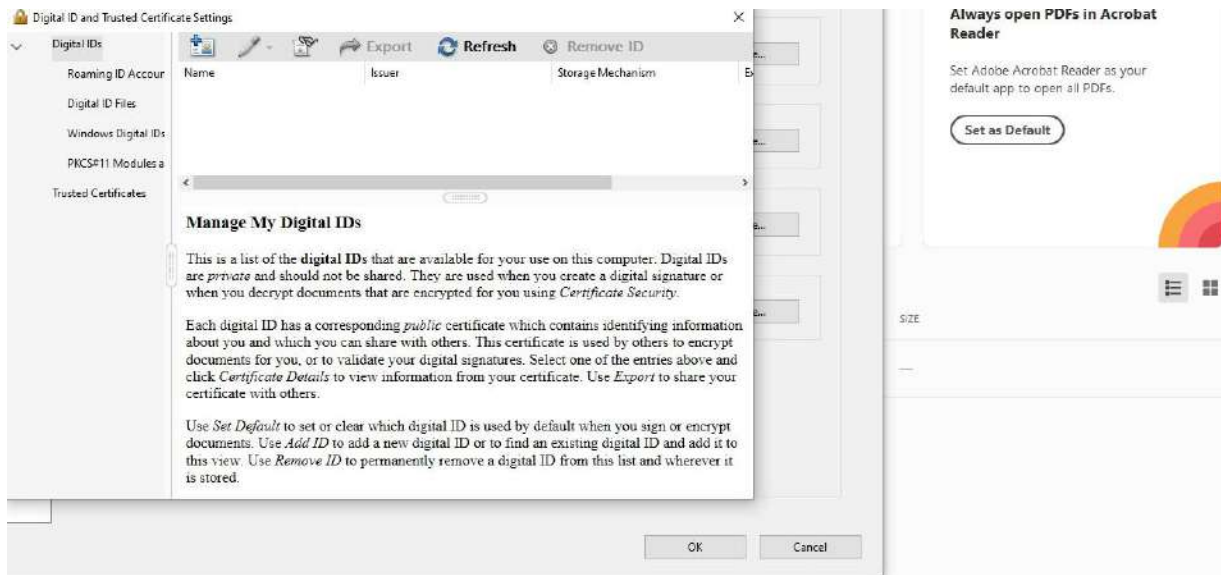 Digital ID and Trusted Certificate Settings
Digital IDs
Roaming ID Accour
Digital ID Files
Windows Digital IDs
PKCS#11 Modules a
Trusted Certificates
Export Refresh Remove ID
Name Issuer Storage Mechanism
Manage My Digital IDs
This is a list of the digital IDs that are available for your use on this computer. Digital IDs
are private and should not be shared. They are used when you create a digital signature or
when you decrypt documents that are encrypted for you using Certificate Security.
Each digital ID has a corresponding public certificate which contains identifying information
about you and which you can share with others. This certificate is used by others to encrypt
documents for you, or to validate your digital signatures. Select one of the entries above and
click Certificate Details to view information from your certificate. Use Export to share your
certificate with others.
Use Set Default to set or clear which digital ID is used by default when you sign or encrypt
documents. Use Add ID to add a new digital ID or to find an existing digital ID and add it to
this view. Use Remove ID to permanently remove a digital ID from this list and wherever it
is stored.
OK Cancel
Always open PDFs in Acrobat
Reader
Set Adobe Acrobat Reader as your
default app to open all PDFs.
Set as Default
SIZE
—